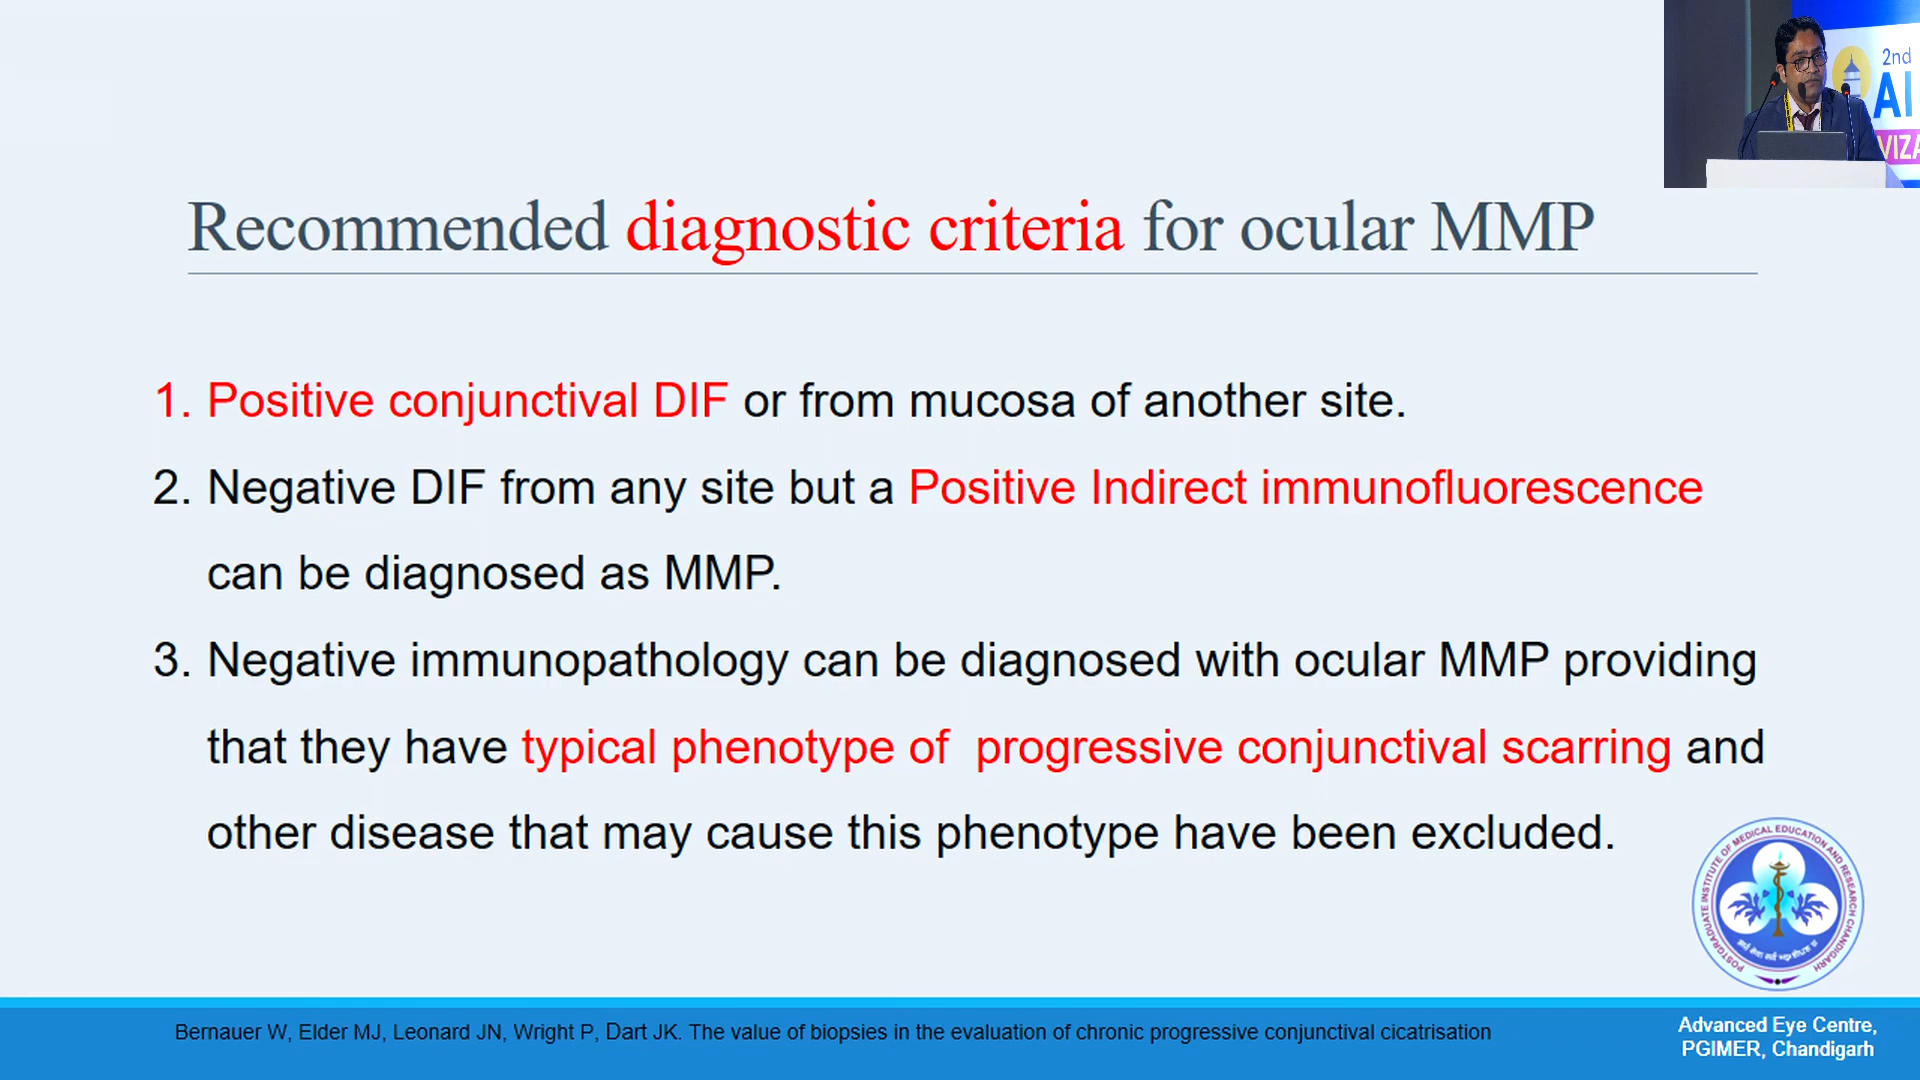 2nd
AI
VIZA
Recommended diagnostic criteria for ocular MMP
1. Positive conjunctival DIF or from mucosa of another site.
2. Negative DIF from any site but a Positive Indirect immunofluorescence
can be diagnosed as MMP.
3. Negative immunopathology can be diagnosed with ocular MMP providing
that they have typical phenotype of progressive conjunctival scarring and
other disease that may cause this phenotype have been excluded.
POSTGRADUATE INSTITUTE OF MEDICAL EDUCATION AND RESEARCH CHANDIGARH
Bernauer W, Elder MJ, Leonard JN, Wright P, Dart JK. The value of biopsies in the evaluation of chronic progressive conjunctival cicatrisation
Advanced Eye Centre,
PGIMER, Chandigarh